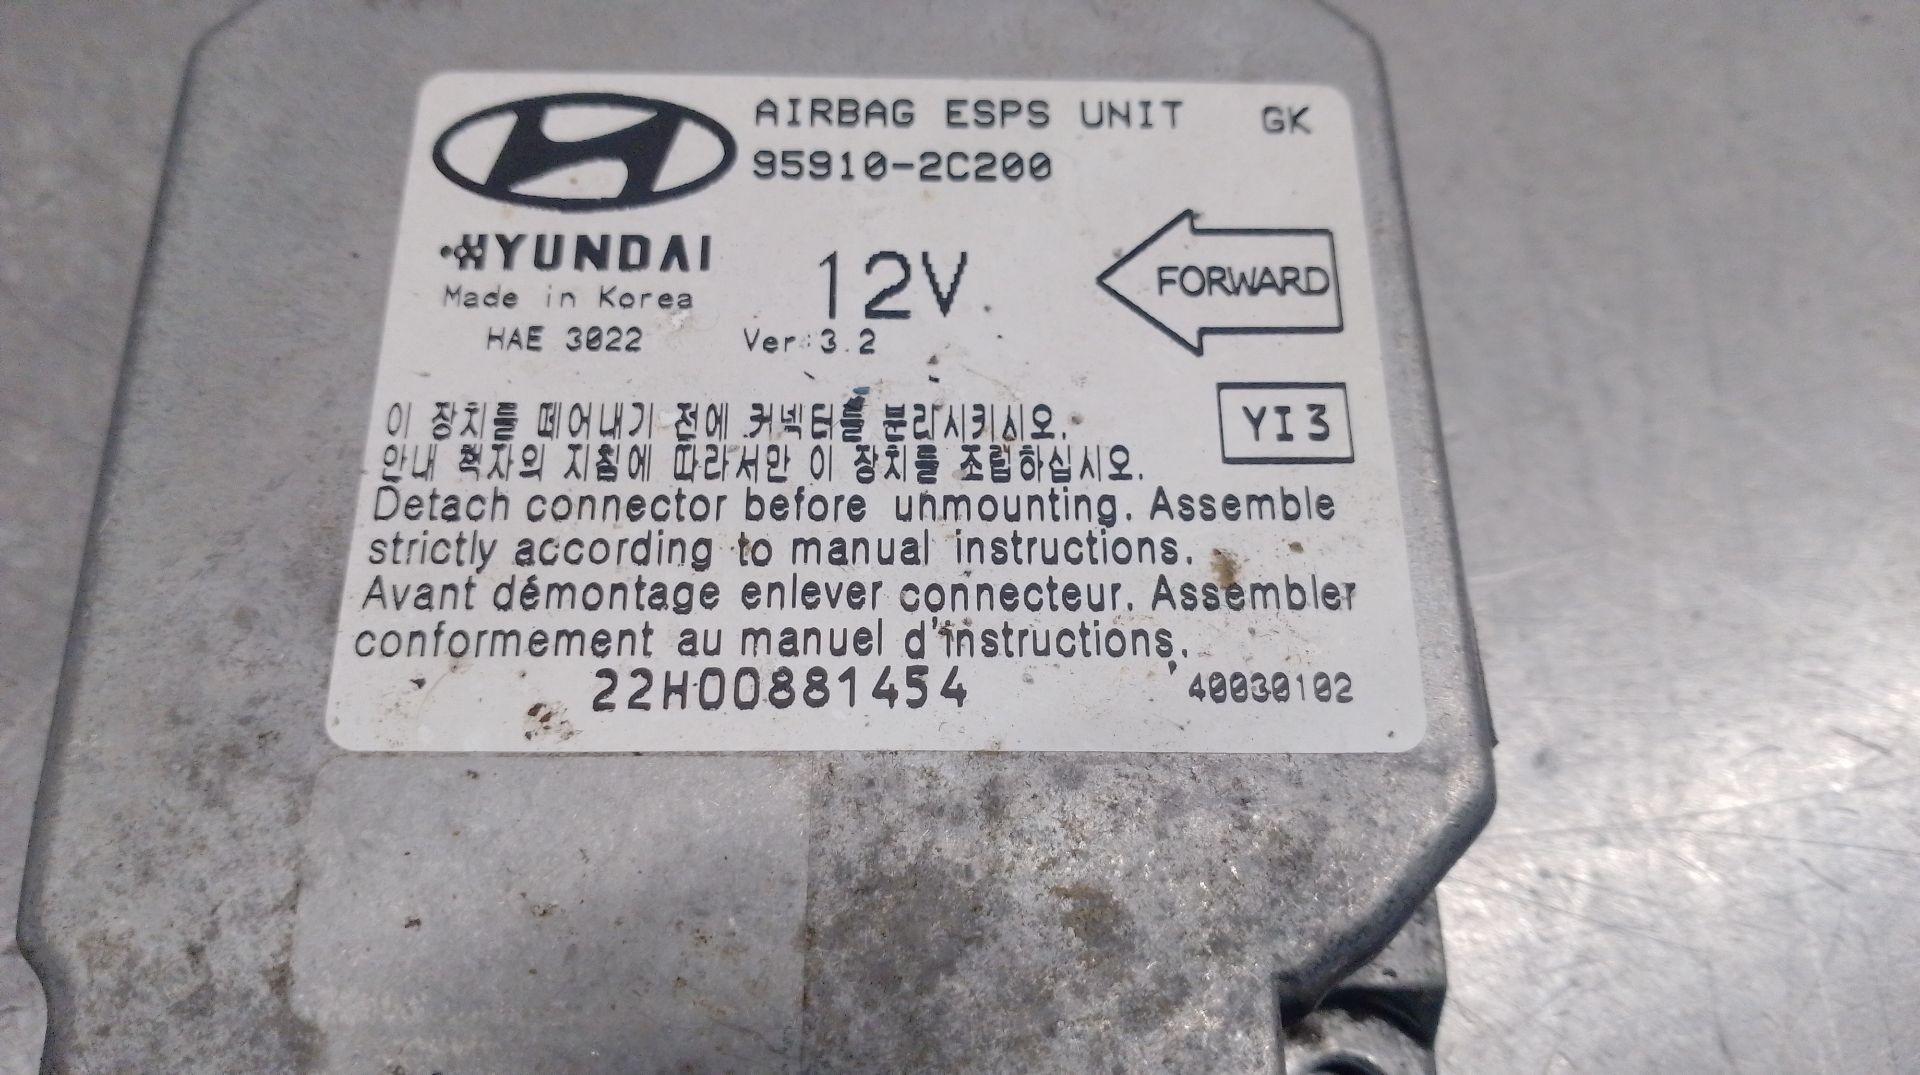 AIRBAG ESPS UNIT GK
95910-2C200
HYUNDAI
Made in Korea
12V
FORWARD
HAE 3022 Ver:3.2
YI3
이 장치를 떼어내기 전에 커넥터를 분리시키시오.
안내 책자의 지침에 따라서만 이 장치를 조립하십시오.
Detach connector before unmounting. Assemble
strictly according to manual instructions.
Avant démontage enlever connecteur. Assembler
conformement au manuel d'instructions.
22H00881454 40030102